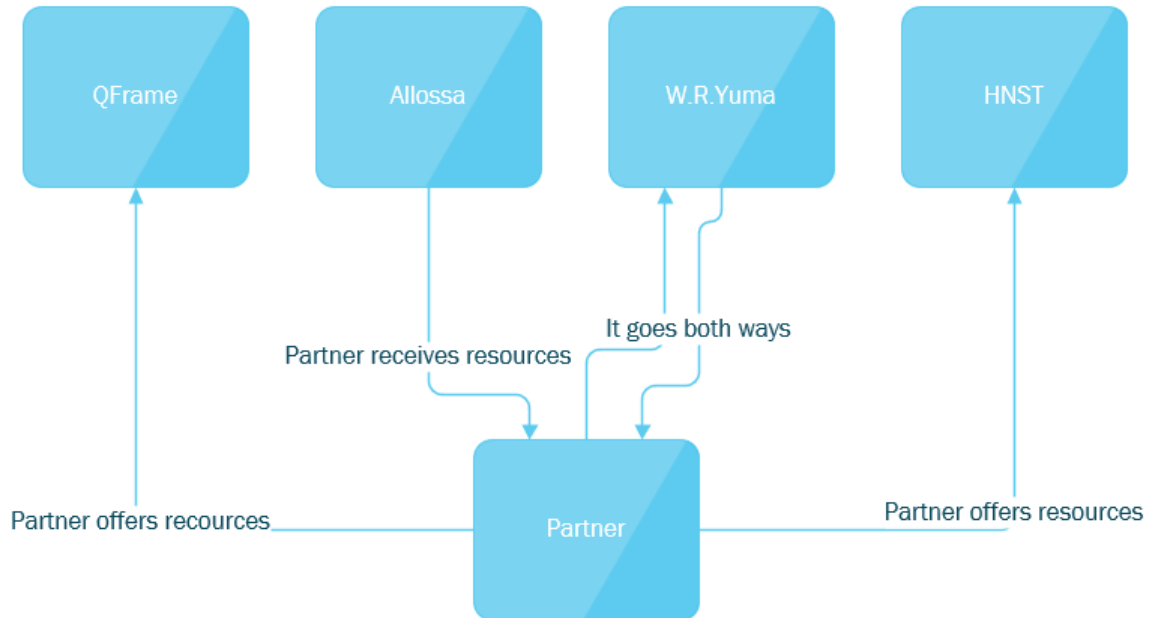 QFrame
Allossa
W.R.Yuma
HNST
It goes both ways
Partner receives resources
Partner offers recources
Partner offers resources
Partner